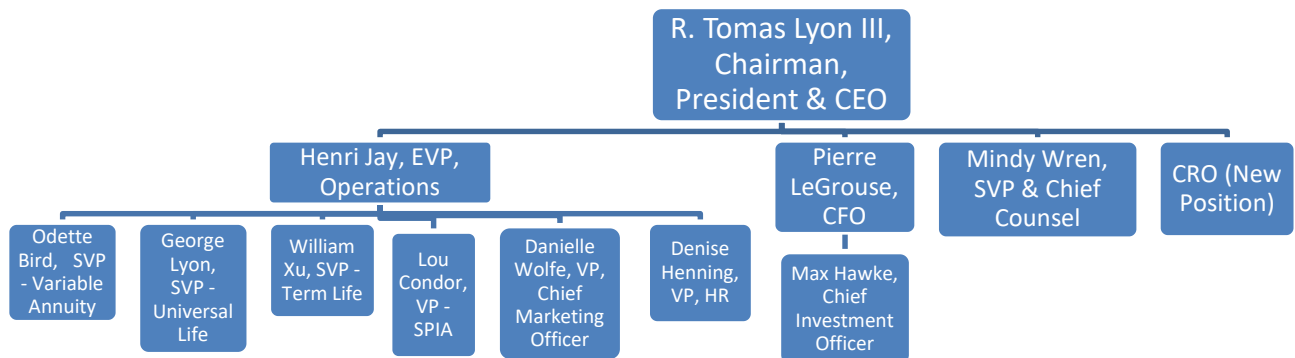 R. Tomas Lyon III,
Chairman,
President & CEO
Henri Jay, EVP,
Operations
Pierre
LeGrouse,
CFO
Mindy Wren,
SVP & Chief
Counsel
CRO (New
Position)
Odette
Bird, SVP
- Variable
Annuity
George
Lyon,
SVP -
Universal
Life
William
Xu, SVP -
Term Life
Lou
Condor,
VP -
SPIA
Danielle
Wolfe, VP,
Chief
Marketing
Officer
Denise
Henning,
VP, HR
Max Hawke,
Chief
Investment
Officer